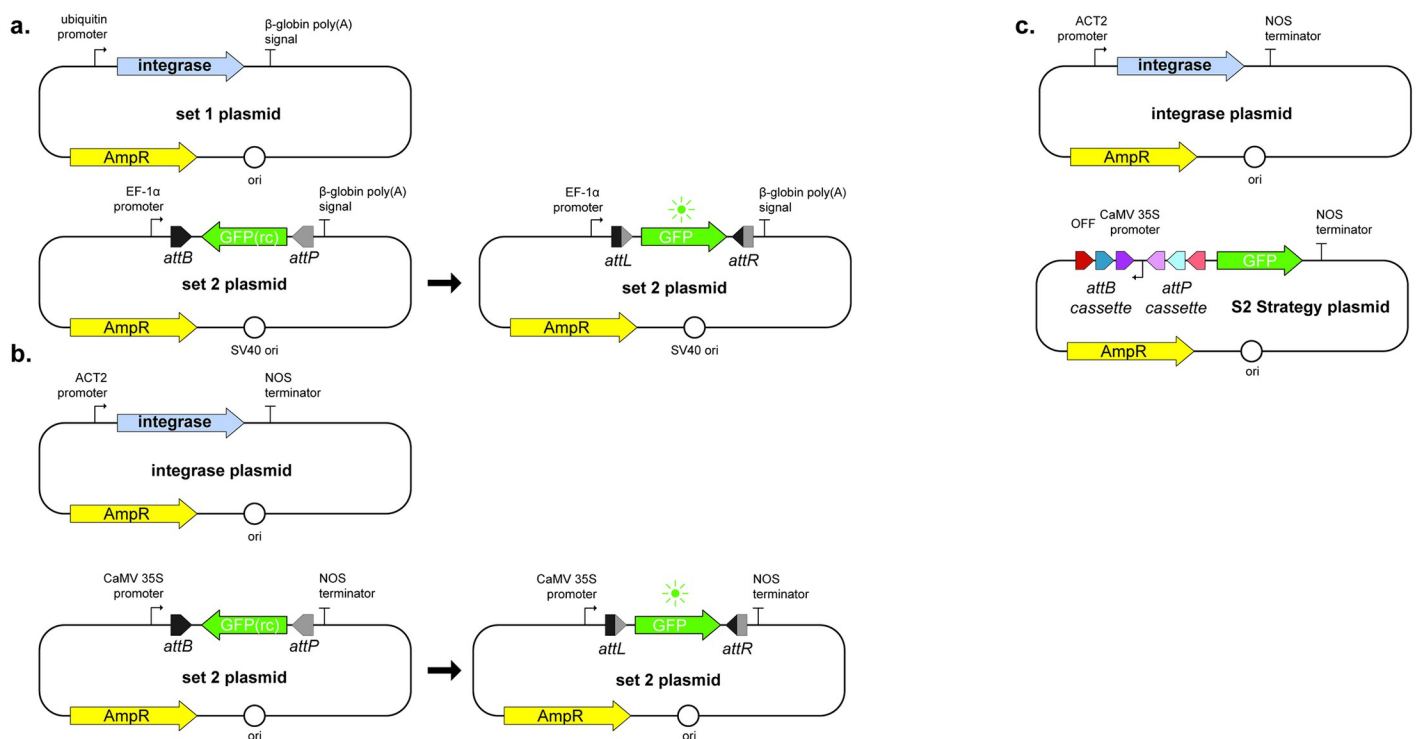 a.
ubiquitin
promoter
β-globin poly(A)
signal
integrase
set 1 plasmid
AmpR
ori
EF-1α
promoter
β-globin poly(A)
signal
GFP(rc)
attB
attP
set 2 plasmid
AmpR
SV40 ori
EF-1α
promoter
β-globin poly(A)
signal
GFP
attL
attR
set 2 plasmid
AmpR
SV40 ori
b.
ACT2
promoter
NOS
terminator
integrase
integrase plasmid
AmpR
ori
CaMV 35S
promoter
NOS
terminator
GFP(rc)
attB
attP
set 2 plasmid
AmpR
ori
CaMV 35S
promoter
NOS
terminator
GFP
attL
attR
set 2 plasmid
AmpR
ori
c.
ACT2
promoter
NOS
terminator
integrase
integrase plasmid
AmpR
ori
OFF
CaMV 35S
promoter
NOS
terminator
GFP
attB
cassette
attP
cassette
S2 Strategy plasmid
AmpR
ori